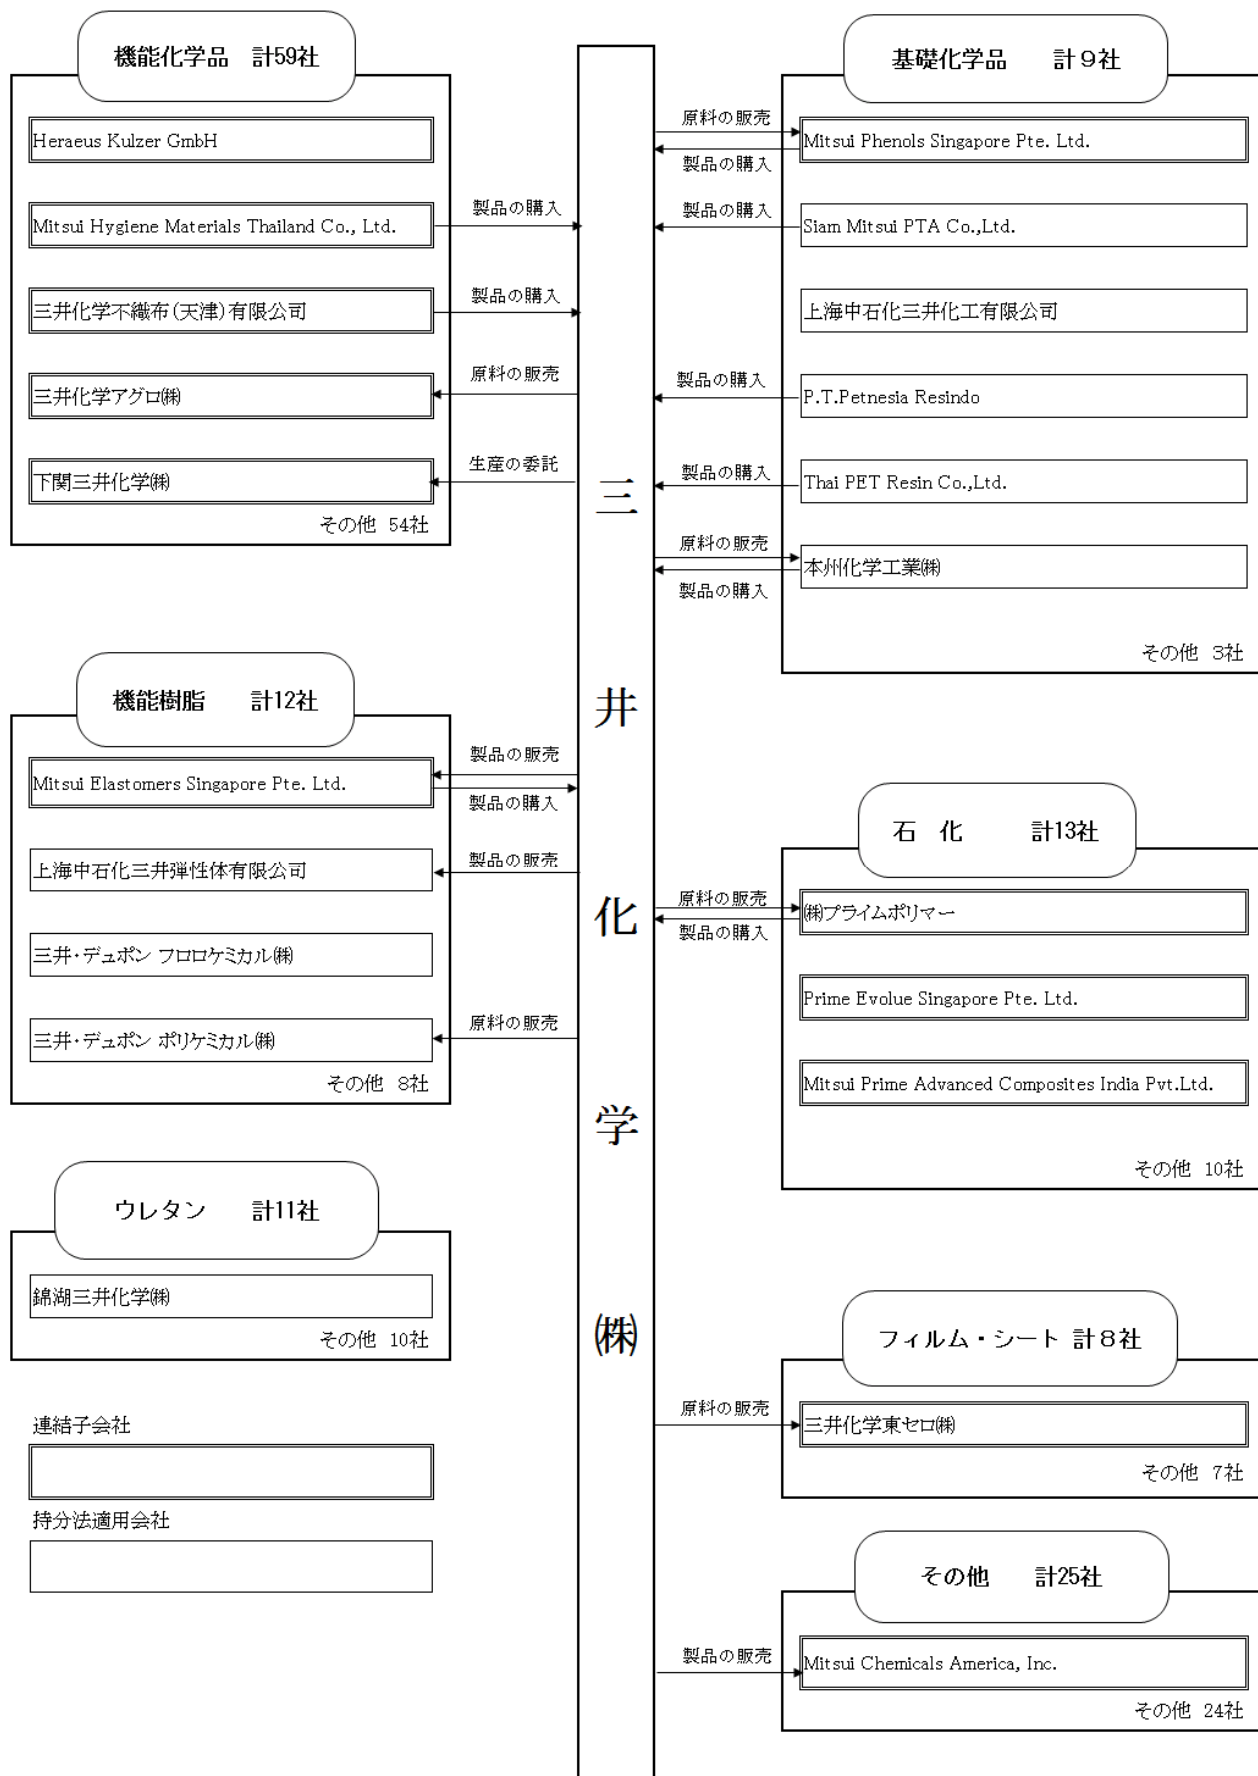 機能化学品　計59社
Heraeus Kulzer GmbH
Mitsui Hygiene Materials Thailand Co., Ltd.
製品の購入
三井化学不織布(天津)有限公司
製品の購入
三井化学アグロ㈱
原料の販売
下関三井化学㈱
生産の委託
その他 54社
機能樹脂　計12社
Mitsui Elastomers Singapore Pte. Ltd.
製品の販売
製品の購入
上海中石化三井弾性体有限公司
製品の販売
三井・デュポン フロロケミカル㈱
三井・デュポン ポリケミカル㈱
原料の販売
その他 8社
ウレタン　計11社
錦湖三井化学㈱
その他 10社
連結子会社
持分法適用会社
三井化学㈱
基礎化学品　計９社
原料の販売
Mitsui Phenols Singapore Pte. Ltd.
製品の購入
製品の購入
Siam Mitsui PTA Co.,Ltd.
上海中石化三井化工有限公司
製品の購入
P.T.Petnesia Resindo
製品の購入
Thai PET Resin Co.,Ltd.
原料の販売
本州化学工業㈱
製品の購入
その他 3社
石　化　計13社
原料の販売
㈱プライムポリマー
製品の購入
Prime Evolue Singapore Pte. Ltd.
Mitsui Prime Advanced Composites India Pvt.Ltd.
その他 10社
フィルム・シート 計８社
原料の販売
三井化学東セロ㈱
その他 7社
その他　計25社
製品の販売
Mitsui Chemicals America, Inc.
その他 24社